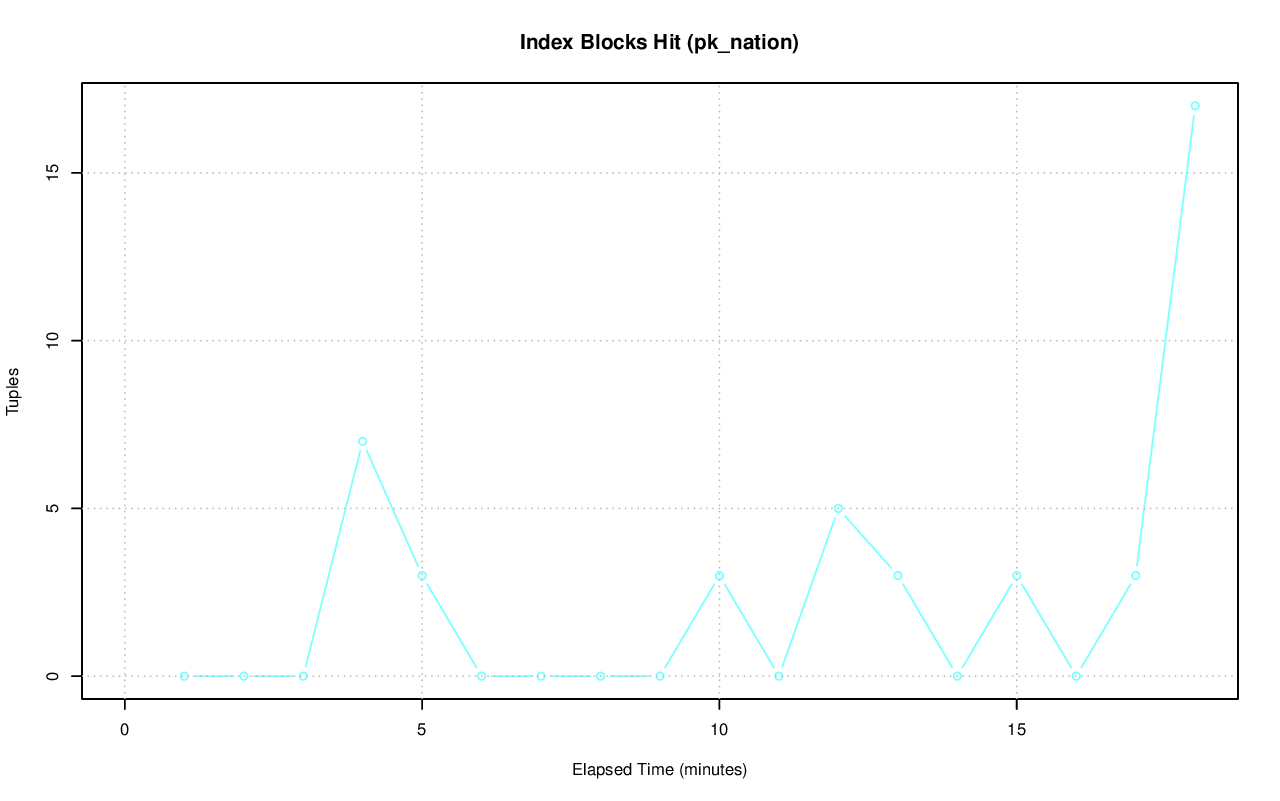 Index Blocks Hit (pk_nation)
15
10
5
0
Tuples
0 5 10 15
Elapsed Time (minutes)